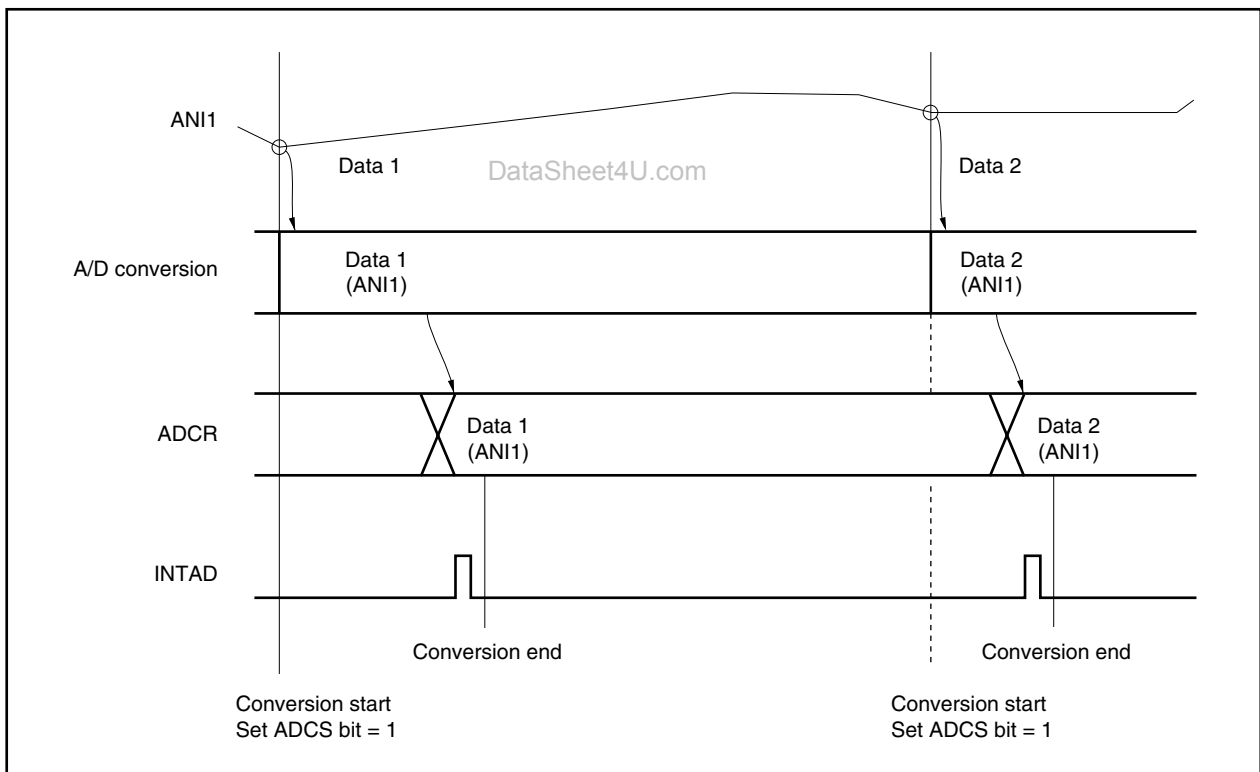 ANI1
Data 1
DataSheet4U.com
Data 2
A/D conversion
Data 1
(ANI1)
Data 2
(ANI1)
ADCR
Data 1
(ANI1)
Data 2
(ANI1)
INTAD
Conversion end
Conversion end
Conversion start
Set ADCS bit = 1
Conversion start
Set ADCS bit = 1